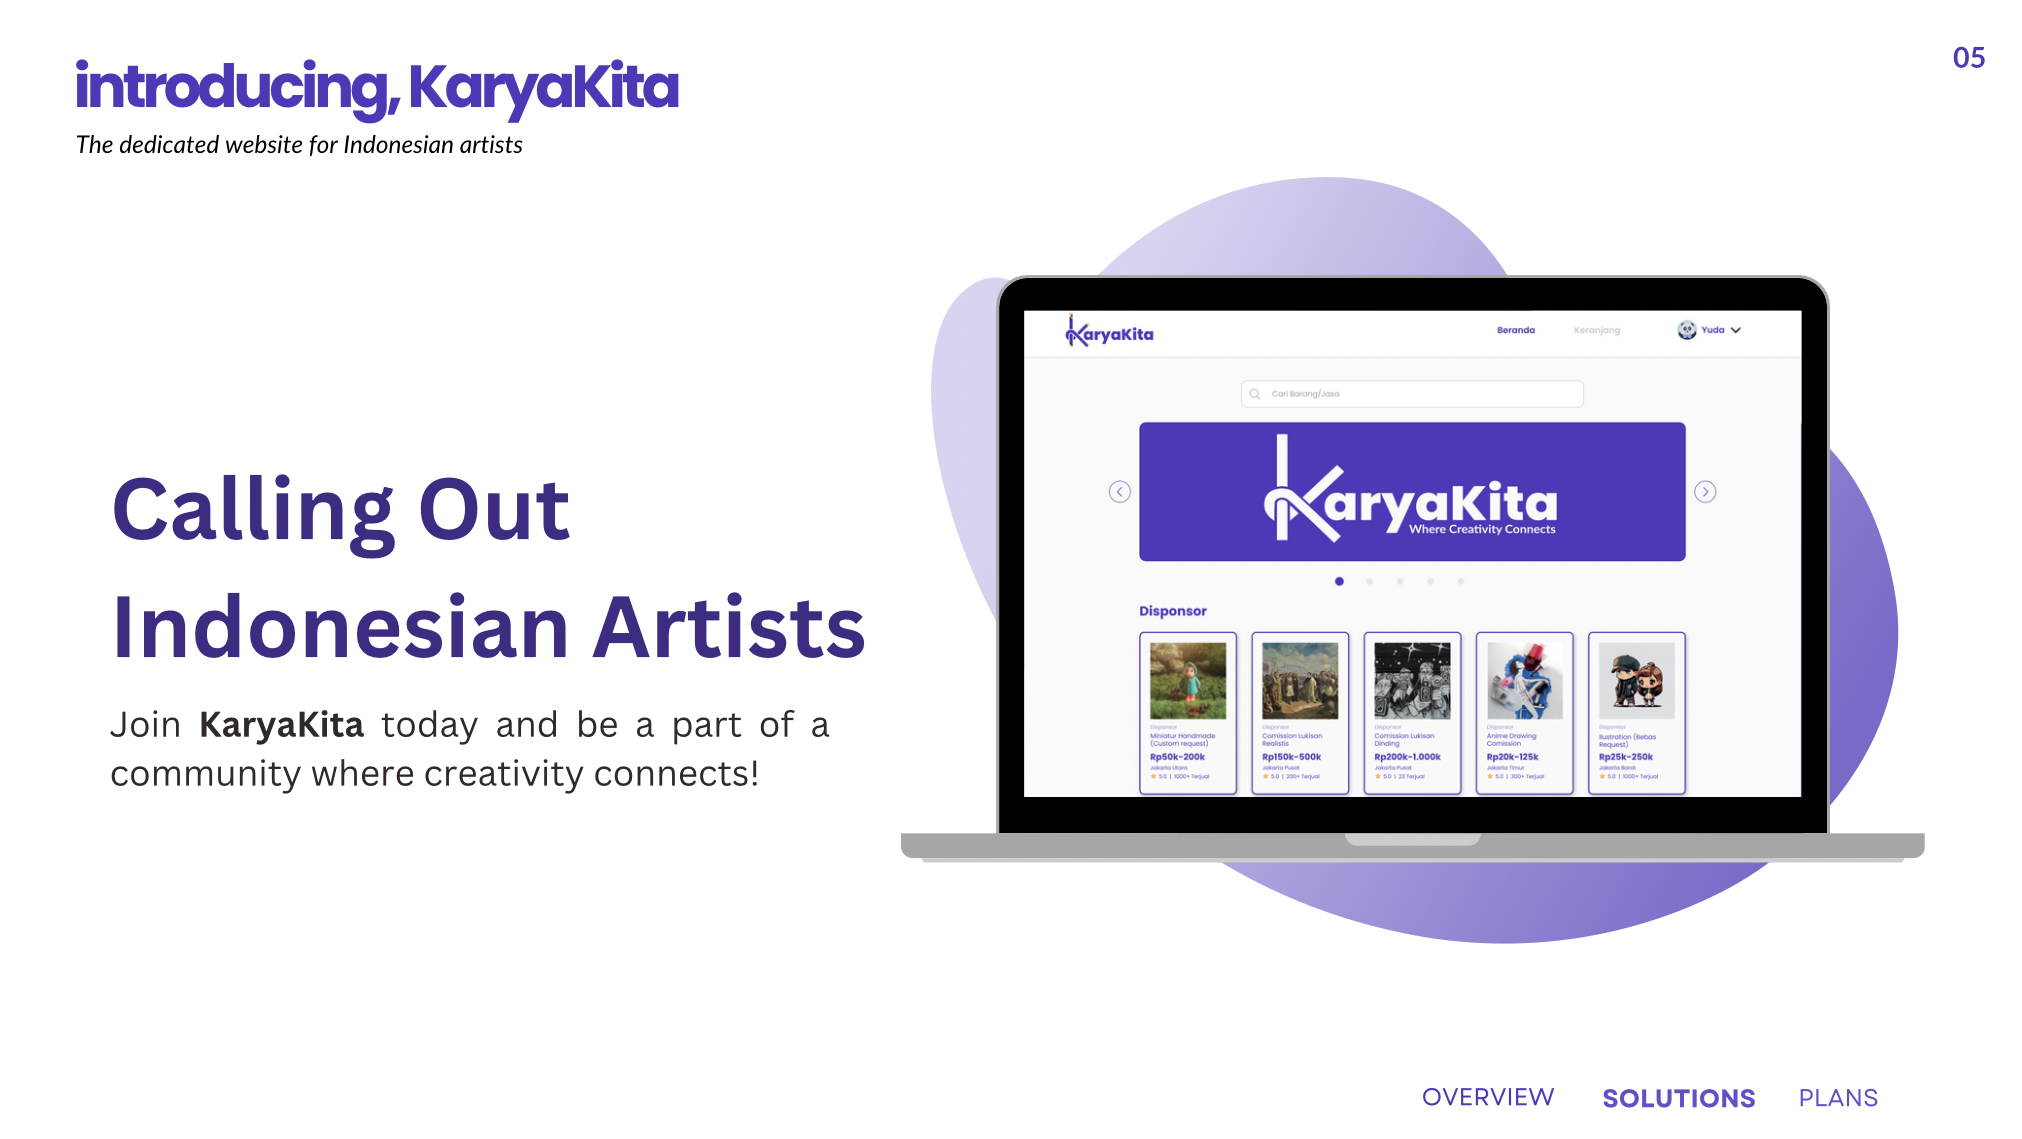 introducing, KaryaKita
05
The dedicated website for Indonesian artists
Calling Out
Indonesian Artists
Join KaryaKita today and be a part of a
community where creativity connects!
KaryaKita
Beranda
Keranjang
Yuda
Cari Barang/Jasa
KaryaKita
Where Creativity Connects
Disponsor
Disponsor
Miniatur Handmade
(Custom request)
Rp50k-200k
Jakarta Utara
5.0 | 1000+ Terjual
Disponsor
Comission Lukisan
Realistis
Rp150k-500k
Jakarta Pusat
5.0 | 200+ Terjual
Disponsor
Comission Lukisan
Dinding
Rp200k-1.000k
Jakarta Pusat
5.0 | 23 Terjual
Disponsor
Anime Drawing
Comission
Rp20k-125k
Jakarta Timur
5.0 | 300+ Terjual
Disponsor
Ilustration (Bebas
Request)
Rp25k-250k
Jakarta Barat
5.0 | 1000+ Terjual
OVERVIEW
SOLUTIONS
PLANS